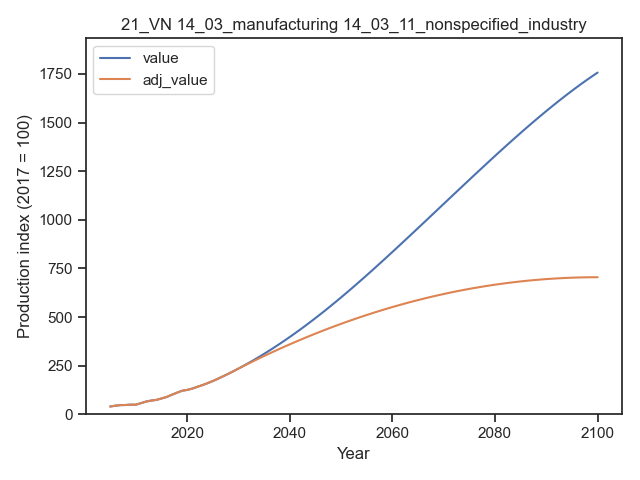 21_VN 14_03_manufacturing 14_03_11_nonspecified_industry
value
adj_value
Production index (2017 = 100)
1750
1500
1250
1000
750
500
250
0
2020 2040 2060 2080 2100
Year